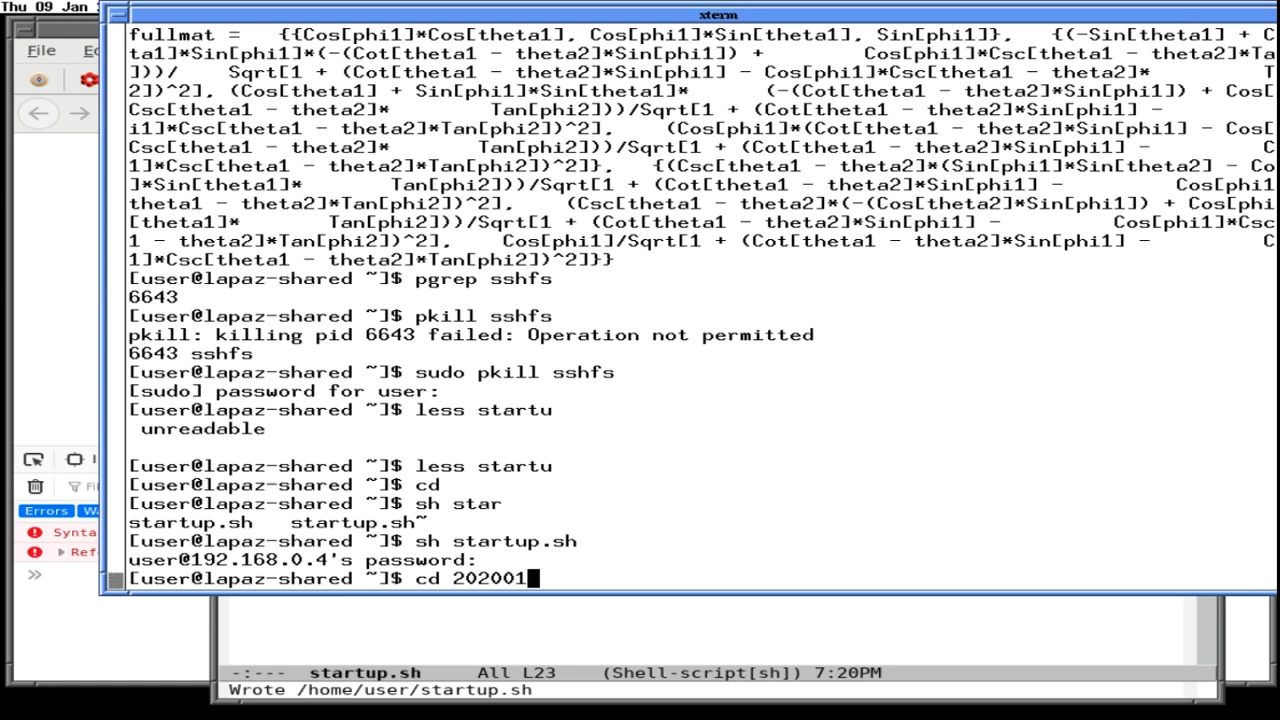 Thu 09 Jan
xterm
File
fullmat =   {{Cos[phi1]*Cos[theta1], Cos[phi1]*Sin[theta1], Sin[phi1]},   {(-Sin[theta1] + C
ta1]*Sin[phi1]*(-(Cot[theta1 - theta2]*Sin[phi1]) +        Cos[phi1]*Csc[theta1 - theta2]*Ta
]))/    Sqrt[1 + (Cot[theta1 - theta2]*Sin[phi1] - Cos[phi1]*Csc[theta1 - theta2]*         T
2])^2], (Cos[theta1] + Sin[phi1]*Sin[theta1]*      (-(Cot[theta1 - theta2]*Sin[phi1]) + Cos[
Csc[theta1 - theta2]*        Tan[phi2]))/Sqrt[1 + (Cot[theta1 - theta2]*Sin[phi1] -        C
i1]*Csc[theta1 - theta2]*Tan[phi2])^2],    (Cos[phi1]*(Cot[theta1 - theta2]*Sin[phi1] - Cos[
Csc[theta1 - theta2]*       Tan[phi2]))/Sqrt[1 + (Cot[theta1 - theta2]*Sin[phi1] -         C
1]*Csc[theta1 - theta2]*Tan[phi2])^2]},   {(Csc[theta1 - theta2]*(Sin[phi1]*Sin[theta2] - Co
]*Sin[theta1]*       Tan[phi2]))/Sqrt[1 + (Cot[theta1 - theta2]*Sin[phi1] -         Cos[phi1
theta1 - theta2]*Tan[phi2])^2],    (Csc[theta1 - theta2]*(-(Cos[theta2]*Sin[phi1]) + Cos[phi
[theta1]*       Tan[phi2]))/Sqrt[1 + (Cot[theta1 - theta2]*Sin[phi1] -         Cos[phi1]*Csc
1 - theta2]*Tan[phi2])^2],    Cos[phi1]/Sqrt[1 + (Cot[theta1 - theta2]*Sin[phi1] -         C
1]*Csc[theta1 - theta2]*Tan[phi2])^2]}}
[user@lapaz-shared ~]$ pgrep sshfs
6643
[user@lapaz-shared ~]$ pkill sshfs
pkill: killing pid 6643 failed: Operation not permitted
6643 sshfs
[user@lapaz-shared ~]$ sudo pkill sshfs
[sudo] password for user:
[user@lapaz-shared ~]$ less startu
 unreadable
[user@lapaz-shared ~]$ less startu
[user@lapaz-shared ~]$ cd
[user@lapaz-shared ~]$ sh star
startup.sh   startup.sh~
[user@lapaz-shared ~]$ sh startup.sh
user@192.168.0.4's password:
[user@lapaz-shared ~]$ cd 202001
Errors
Synta
Ref
-:---  startup.sh     All L23    (Shell-script[sh]) 7:20PM
Wrote /home/user/startup.sh